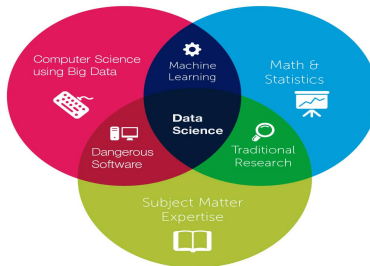 Computer Science
using Big Data
Machine
Learning
Math &
Statistics
Data
Science
Dangerous
Software
Traditional
Research
Subject Matter
Expertise